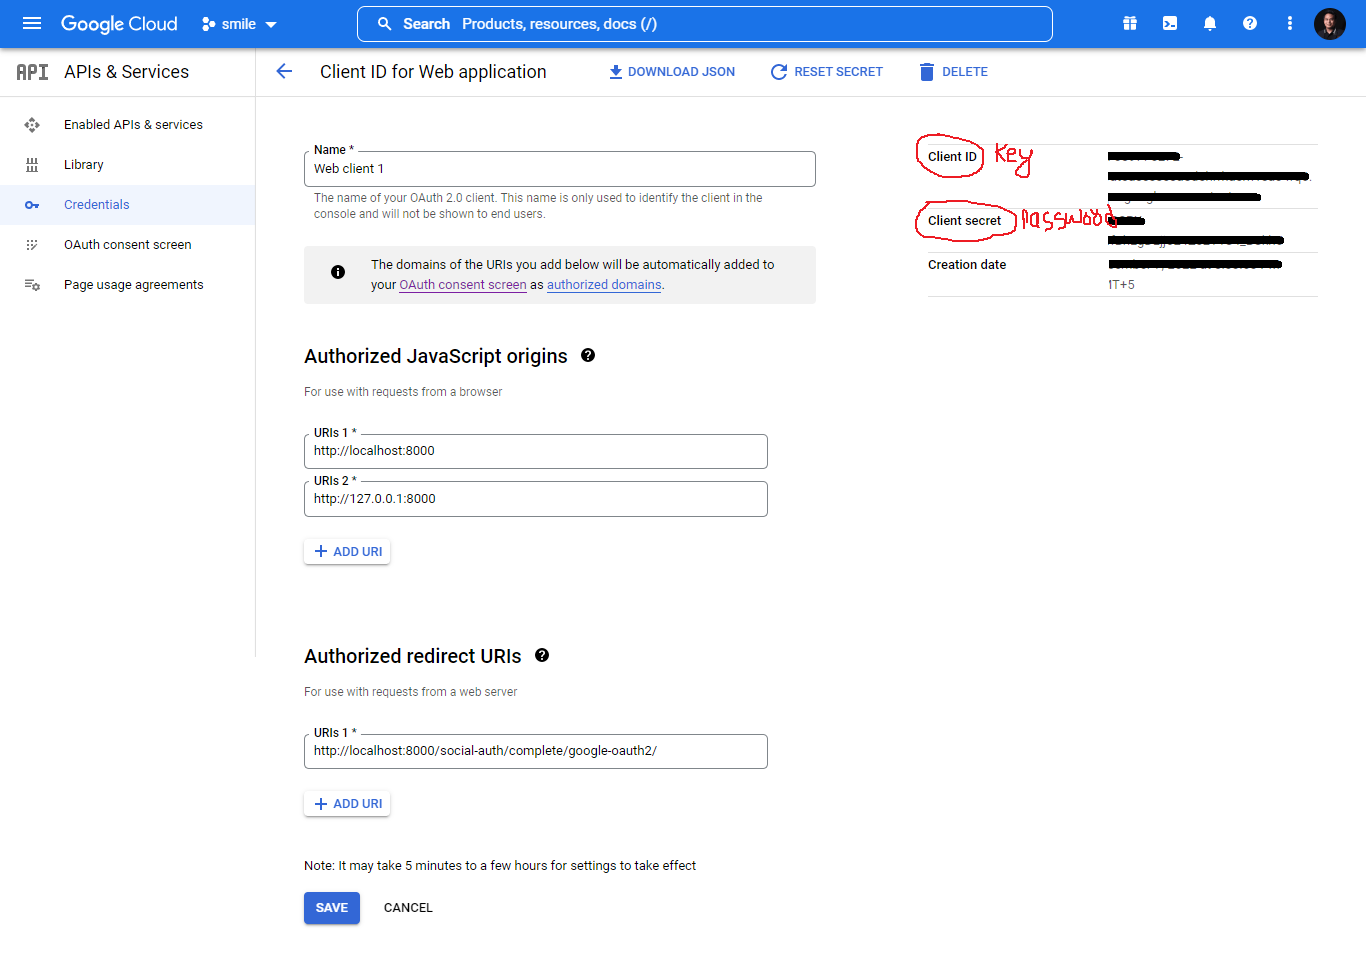 Google Cloud
smile
Search Products, resources, docs (/)
API APIs & Services
Client ID for Web application
DOWNLOAD JSON
RESET SECRET
DELETE
Enabled APIs & services
Library
Credentials
OAuth consent screen
Page usage agreements
Name *
Web client 1
The name of your OAuth 2.0 client. This name is only used to identify the client in the
console and will not be shown to end users.
The domains of the URIs you add below will be automatically added to
your OAuth consent screen as authorized domains.
Client ID Key
Client secret Password
Creation date
MT+5
Authorized JavaScript origins
For use with requests from a browser
URIs 1 *
http://localhost:8000
URIs 2 *
http://127.0.0.1:8000
ADD URI
Authorized redirect URIs
For use with requests from a web server
URIs 1 *
http://localhost:8000/social-auth/complete/google-oauth2/
ADD URI
Note: It may take 5 minutes to a few hours for settings to take effect
SAVE
CANCEL